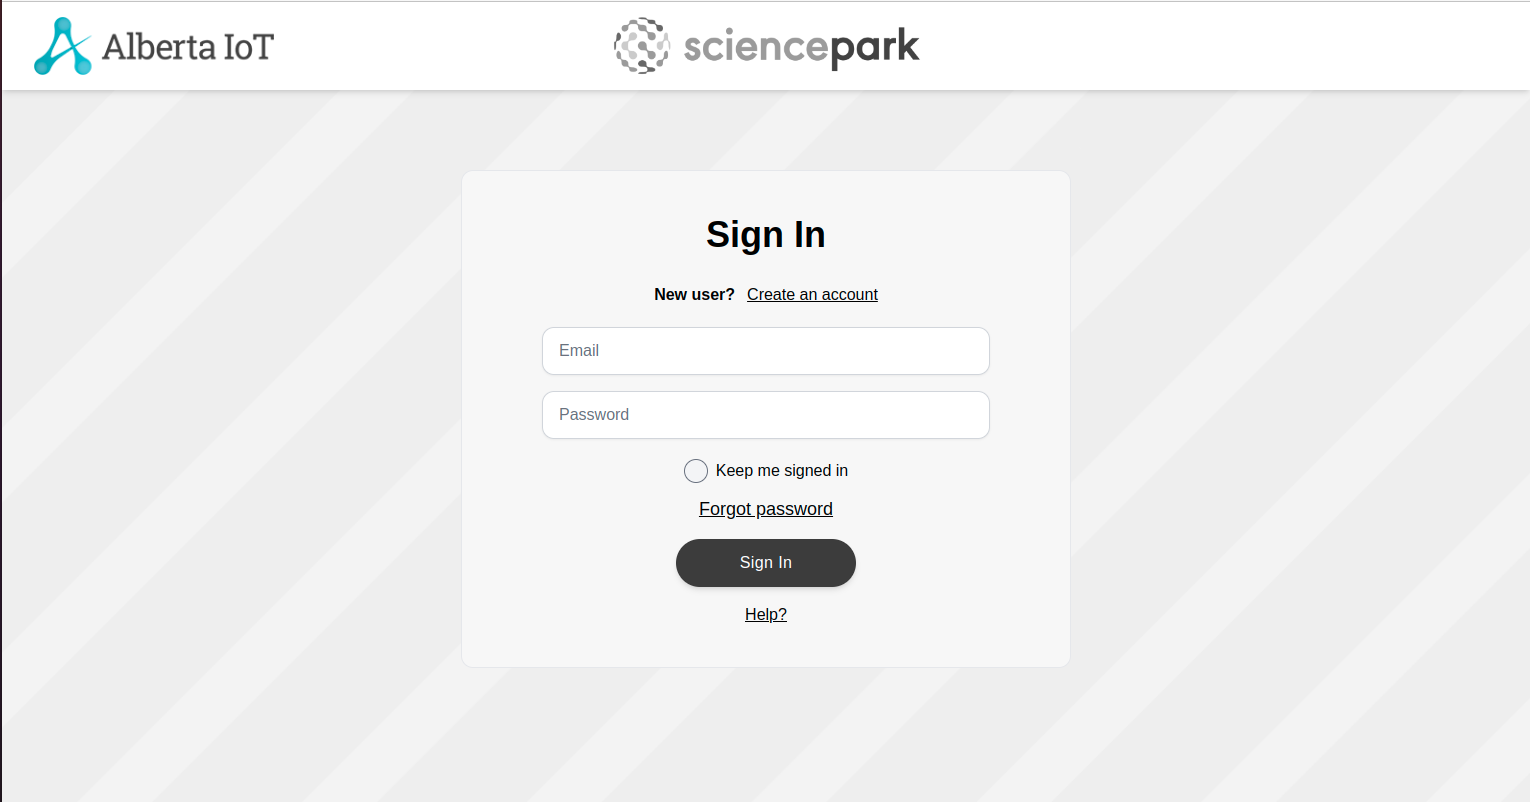 Alberta IoT
sciencepark
Sign In
New user? Create an account
Email
Password
Keep me signed in
Forgot password
Sign In
Help?